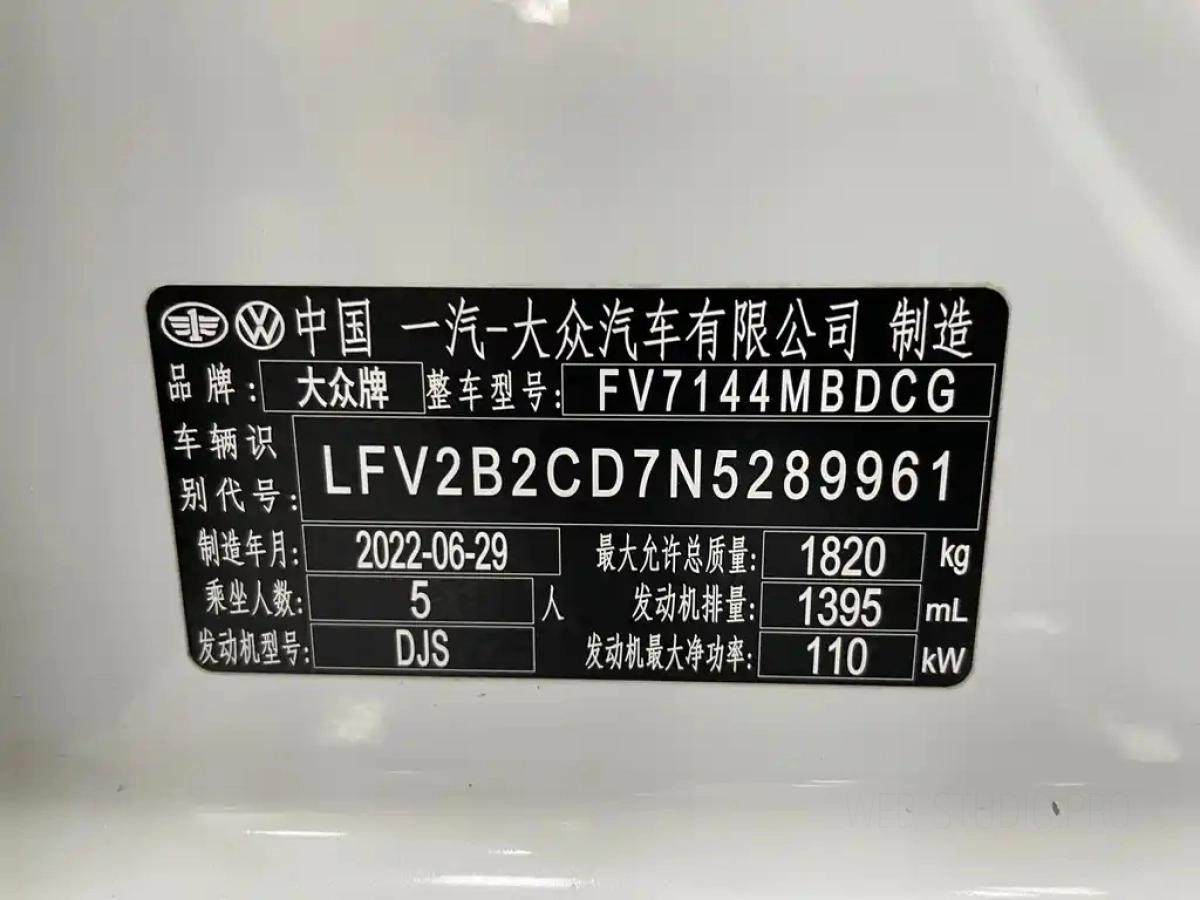 中国 一汽-大众汽车有限公司 制造
品牌: 大众牌 整车型号: FV7144MBDCG
车辆识别代号: LFV2B2CD7N5289961
制造年月: 2022-06-29 最大允许总质量: 1820 kg
乘坐人数: 5 人 发动机排量: 1395 mL
发动机型号: DJS 发动机最大净功率: 110 kW
WEB-STUDIO.PRO